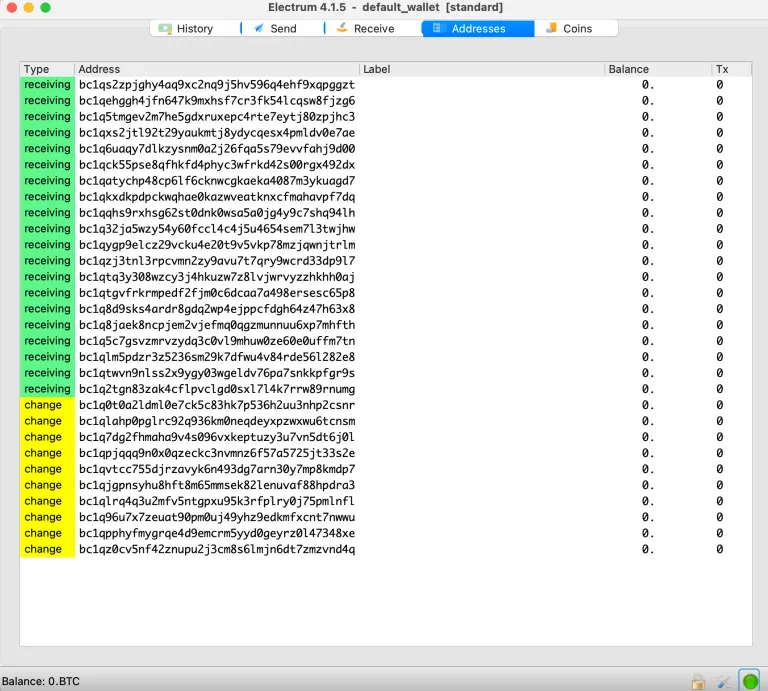 Electrum 4.1.5 - default_wallet [standard]
History Send Receive Addresses Coins
Type Address Label Balance Tx
receiving bc1qs2zpjghy4aq9xc2nq9j5hv596q4ehf9xqpggzt 0. 0
receiving bc1qehggh4jfn647k9mxhsf7cr3fk54lcqsw8fjzg6 0. 0
receiving bc1q5tmgev2m7he5gdxruxepc4rte7eytj80zpjhc3 0. 0
receiving bc1qxs2jtl92t29yaukmtj8ydycqesx4pmldv0e7ae 0. 0
receiving bc1q6uaqy7dlkzysnm0a2j26fqa5s79evvfahj9d00 0. 0
receiving bc1qck55pse8qfhkfd4phyc3wfrkd42s00rgx492dx 0. 0
receiving bc1qatychp48cp6lf6cknwcgkaeka4087m3ykuagd7 0. 0
receiving bc1qkxdkpdpckwqhae0kazweatknxcfmahavpf7dq 0. 0
receiving bc1qqhs9rxhsg62st0dnk0wsa5a0jg4y9c7shq94lh 0. 0
receiving bc1q32ja5wzy54y60fccl4c4j5u4654sem7l3twjhw 0. 0
receiving bc1qygp9elcz29vcku4e20t9v5vkp78mzjqwnjtrlm 0. 0
receiving bc1qzj3tnl3rpcvmn2zy9avu7t7qry9wcrd33dp9l7 0. 0
receiving bc1qtq3y308wzcy3j4hkuzw7z8lvjwrvyzzhkhh0aj 0. 0
receiving bc1qtgvfrkrmpedf2fjm0c6dcaa7a498ersesc65p8 0. 0
receiving bc1q8d9sks4ardr8gdq2wp4ejppcfdgh64z47h63x8 0. 0
receiving bc1q8jaek8ncpjem2vjefmq0qgzmunnuu6xp7mhfth 0. 0
receiving bc1q5c7gsvzmrvzydq3c0vl9mhuw0ze60e0uffm7tn 0. 0
receiving bc1qlm5pdzr3z5236sm29k7dfwu4v84rde56l282e8 0. 0
receiving bc1qtwvn9nlss2x9ygy03wgeldv76pa7snkkpfgr9s 0. 0
receiving bc1q2tgn83zak4cflpvclgd0sxl7l4k7rrw89rnumg 0. 0
change bc1q0t0a2ldml0e7ck5c83hk7p536h2uu3nhp2csnr 0. 0
change bc1qlahp0pglrc92q936km0neqdeyxpzwxwu6tcnsm 0. 0
change bc1q7dg2fhmaha9v4s096vxkeptuzy3u7vn5dt6j0l 0. 0
change bc1qpjqqq9n0x0qzeckc3nvmnz6f57a5725jt33s2e 0. 0
change bc1qvtcc755djrzavyk6n493dg7arn30y7mp8kmdp7 0. 0
change bc1qjgpnsyhu8hft8m65mmsek82lenuvaf88hpdra3 0. 0
change bc1qlrq4q3u2mfv5ntgpxu95k3rfplry0j75pmlnfl 0. 0
change bc1q96u7x7zeuat90pm0uj49yhz9edkmfxcnt7nwwu 0. 0
change bc1qpphyfmygrqe4d9emcrm5yyd0geyrz0l47348xe 0. 0
change bc1qz0cv5nf42znupu2j3cm8s6lmjn6dt7zmzvnd4q 0. 0
Balance: 0.BTC